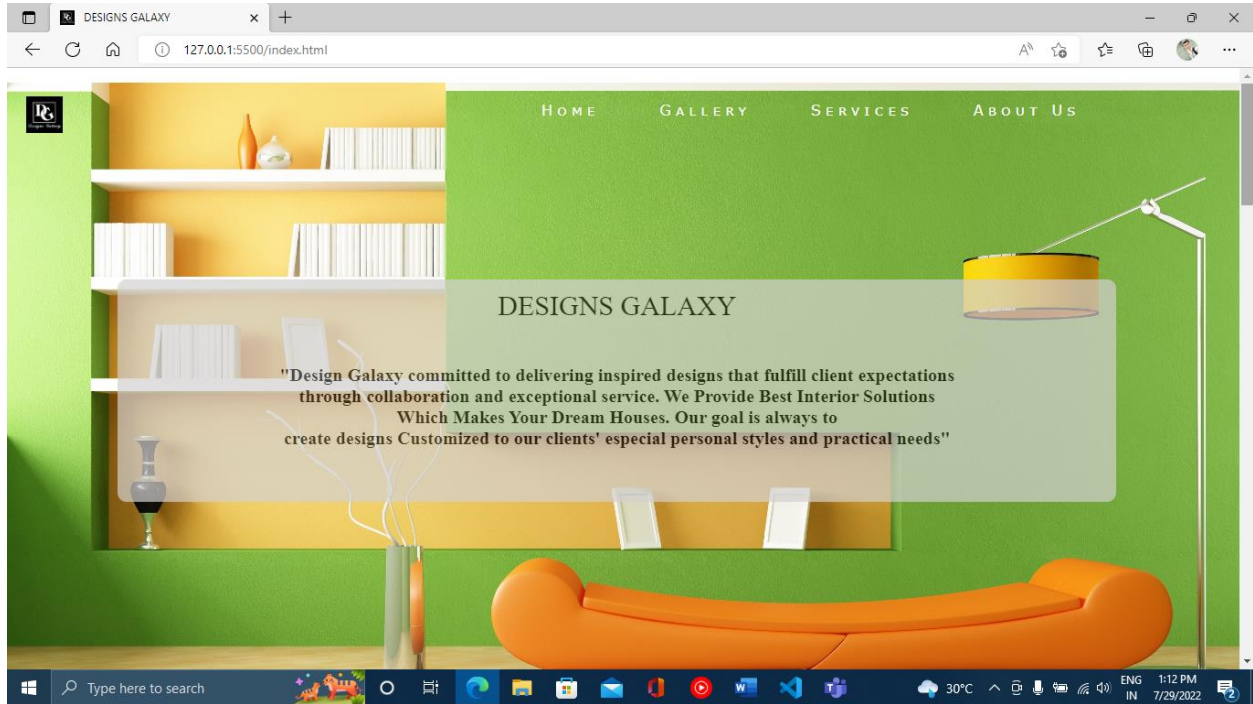 DESIGNS GALAXY
127.0.0.1:5500/index.html
DG
HOME GALLERY SERVICES ABOUT US
DESIGNS GALAXY
"Design Galaxy committed to delivering inspired designs that fulfill client expectations
through collaboration and exceptional service. We Provide Best Interior Solutions
Which Makes Your Dream Houses. Our goal is always to
create designs Customized to our clients' especial personal styles and practical needs"
Type here to search
30°C
ENG
IN
1:12 PM
7/29/2022
2